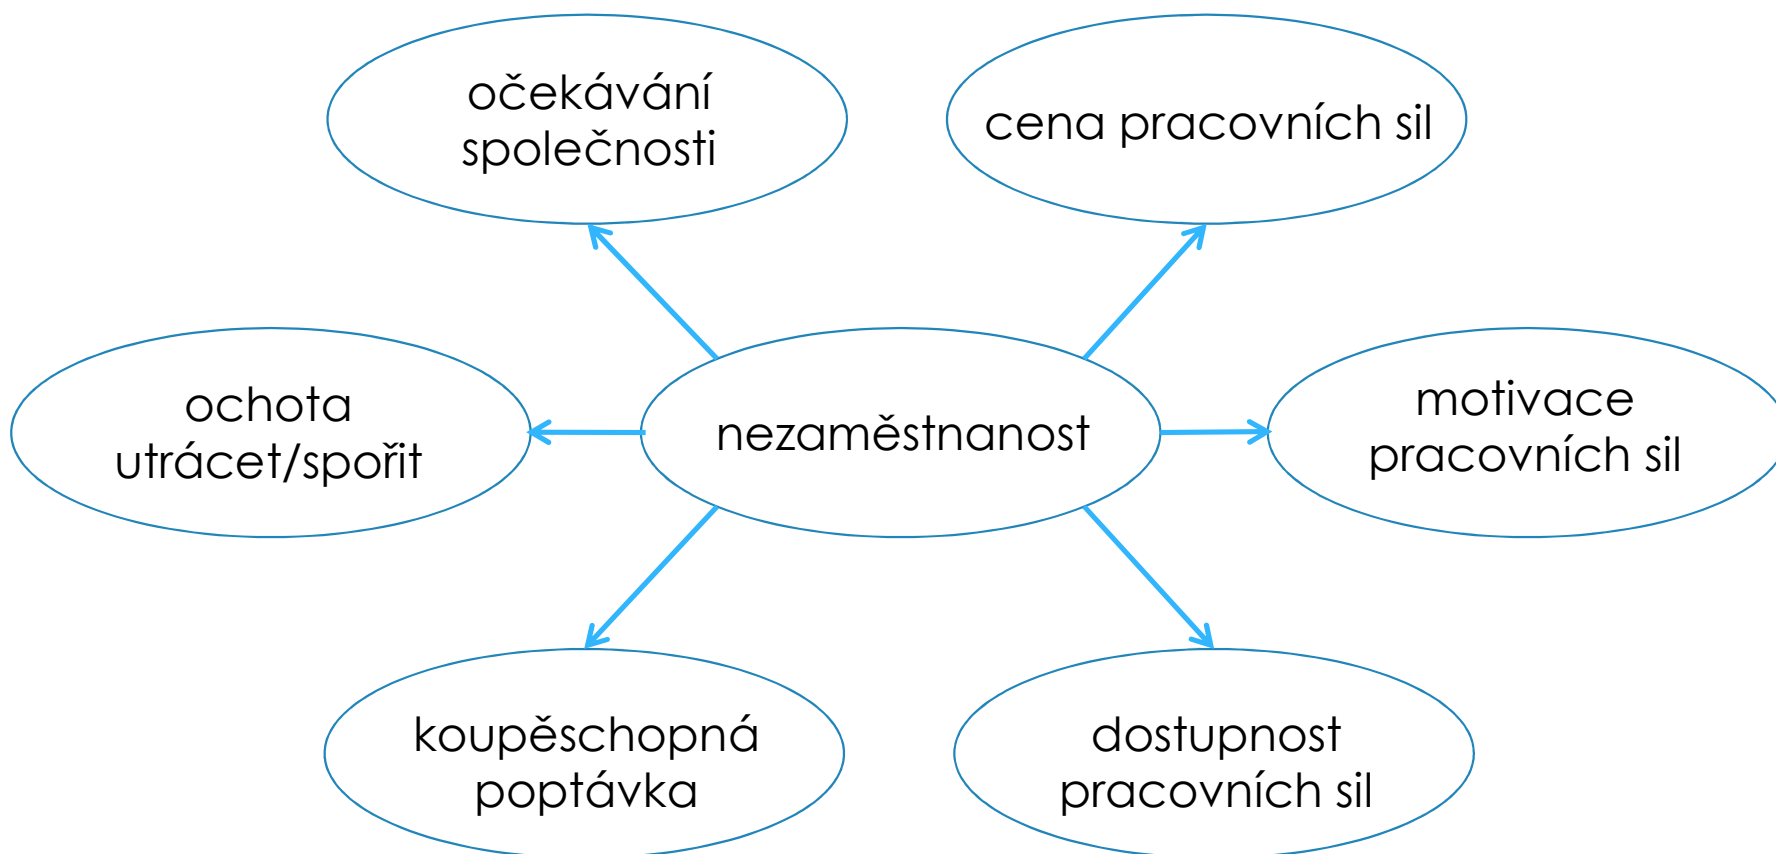 očekávání
společnosti
cena pracovních sil
ochota
utrácet/spořit
nezaměstnanost
motivace
pracovních sil
koupěschopná
poptávka
dostupnost
pracovních sil